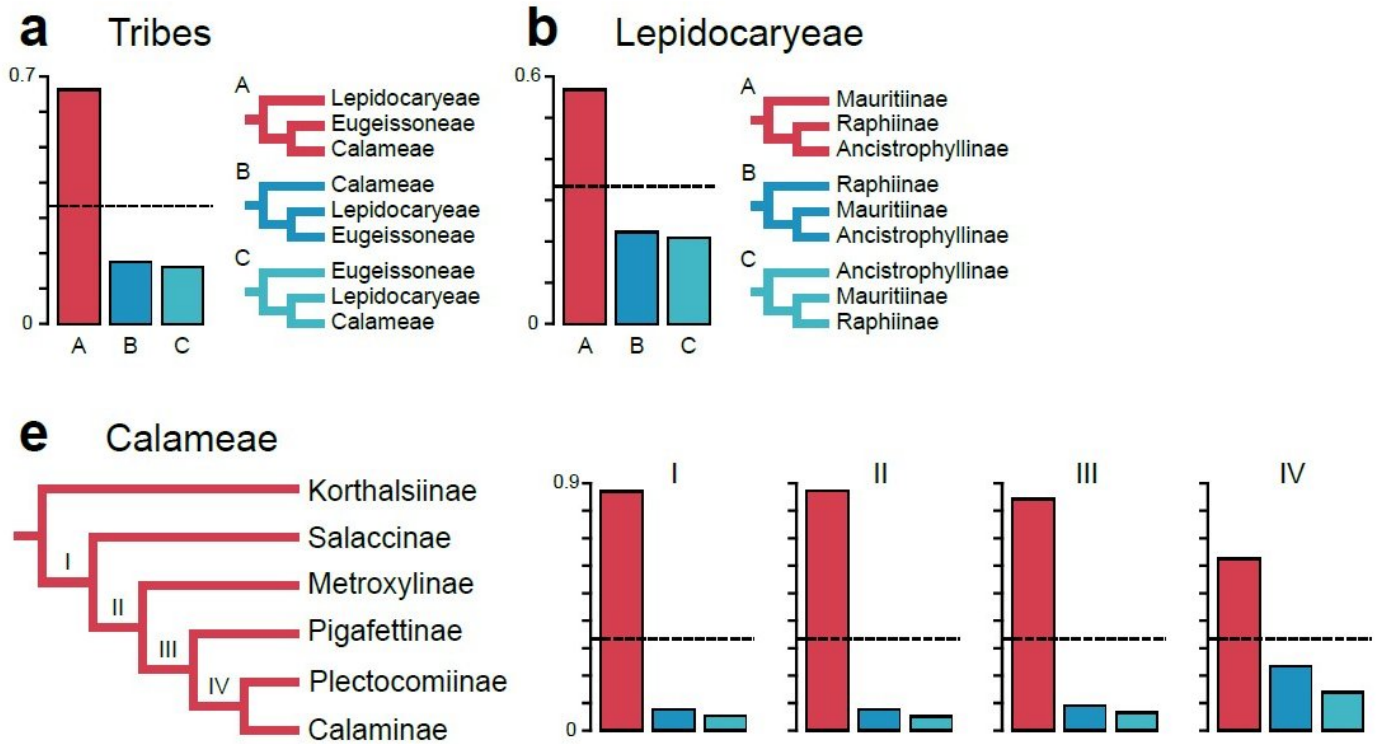 a Tribes
0.7
0
A B C
A
Lepidocaryeae
Eugeissoneae
Calameae
B
Calameae
Lepidocaryeae
Eugeissoneae
C
Eugeissoneae
Lepidocaryeae
Calameae
b Lepidocaryeae
0.6
0
A B C
A
Mauritiinae
Raphiinae
Ancistrophyllinae
B
Raphiinae
Mauritiinae
Ancistrophyllinae
C
Ancistrophyllinae
Mauritiinae
Raphiinae
e Calameae
Korthalsiinae
I
Salaccinae
II
Metroxylinae
III
Pigafettinae
IV
Plectocomiinae
Calaminae
I II III IV
0.9
0